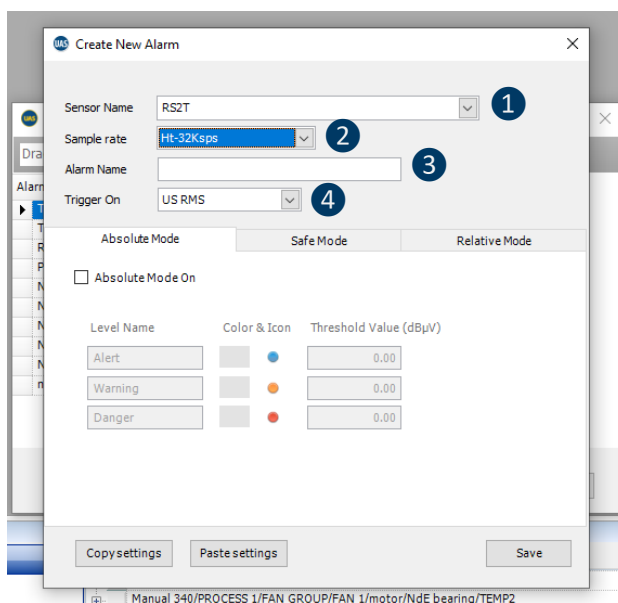 UAS Create New Alarm
Sensor Name RS2T 1
Sample rate Ht-32Ksps 2
Alarm Name 3
Trigger On US RMS 4
Absolute Mode Safe Mode Relative Mode
Absolute Mode On
Level Name Color & Icon Threshold Value (dBµV)
Alert 0.00
Warning 0.00
Danger 0.00
Copy settings Paste settings Save
Manual 340/PROCESS 1/FAN GROUP/FAN 1/motor/NdE bearing/TEMP2